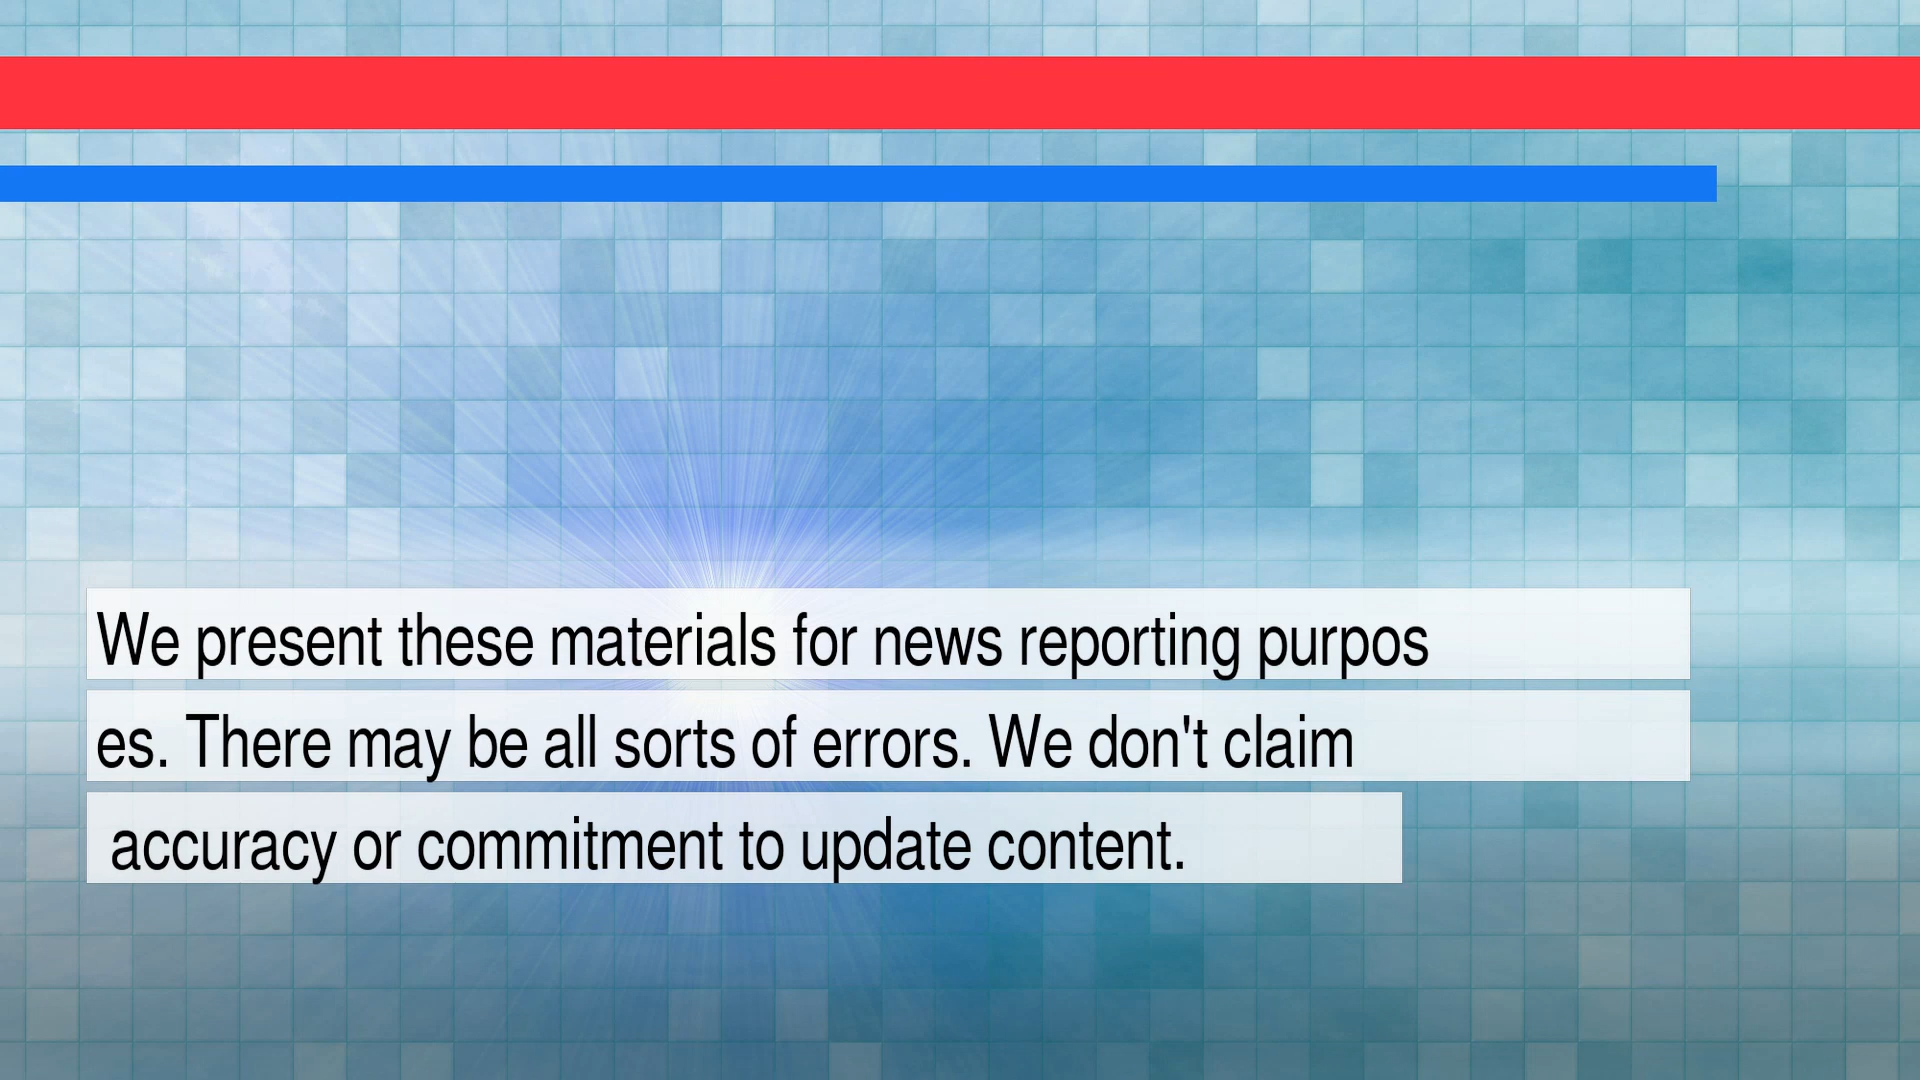 We present these materials for news reporting purpos
es. There may be all sorts of errors. We don't claim
accuracy or commitment to update content.